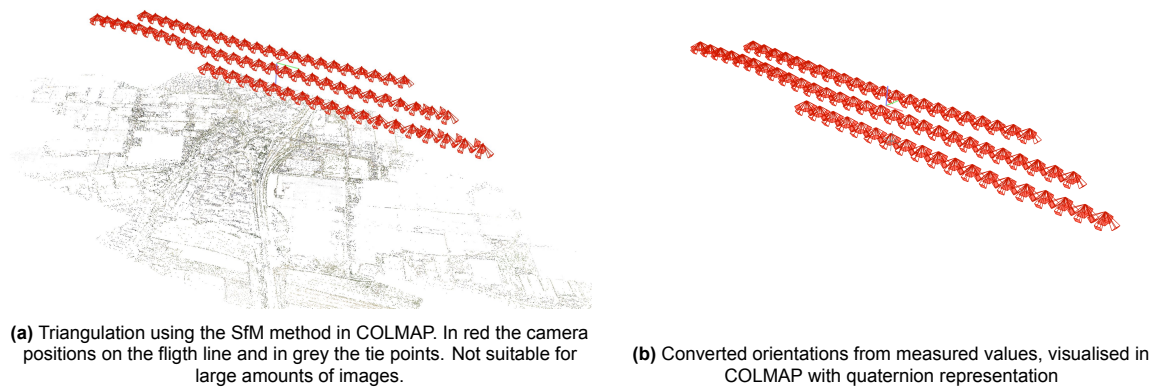 (a) Triangulation using the SfM method in COLMAP. In red the camera
positions on the fligth line and in grey the tie points. Not suitable for
large amounts of images.
(b) Converted orientations from measured values, visualised in
COLMAP with quaternion representation